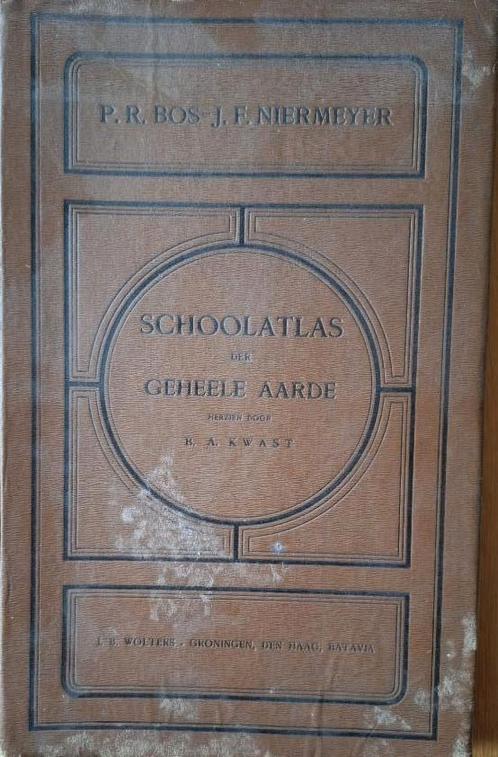 P. R. BOS - J. F. NIERMEYER
SCHOOLATLAS
DER
GEHEELE AARDE
HERZIEN DOOR
B. A. KWAST
J. B. WOLTERS - GRONINGEN, DEN HAAG, BATAVIA